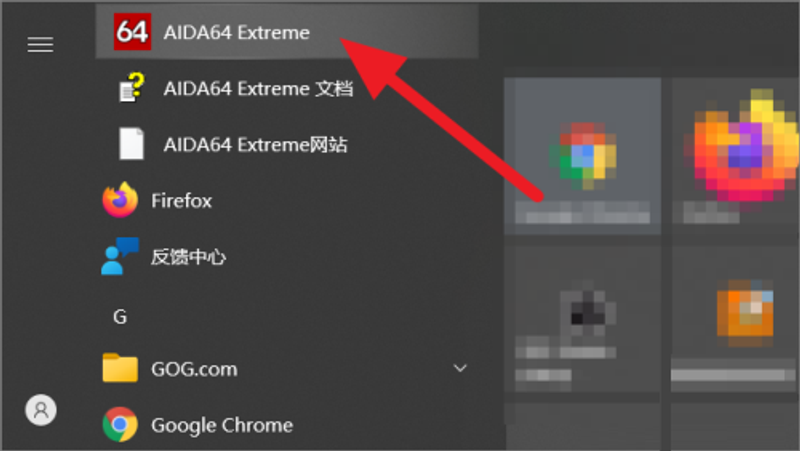 64 AIDA64 Extreme
AIDA64 Extreme 文档
AIDA64 Extreme网站
Firefox
反馈中心
G
GOG.com
Google Chrome